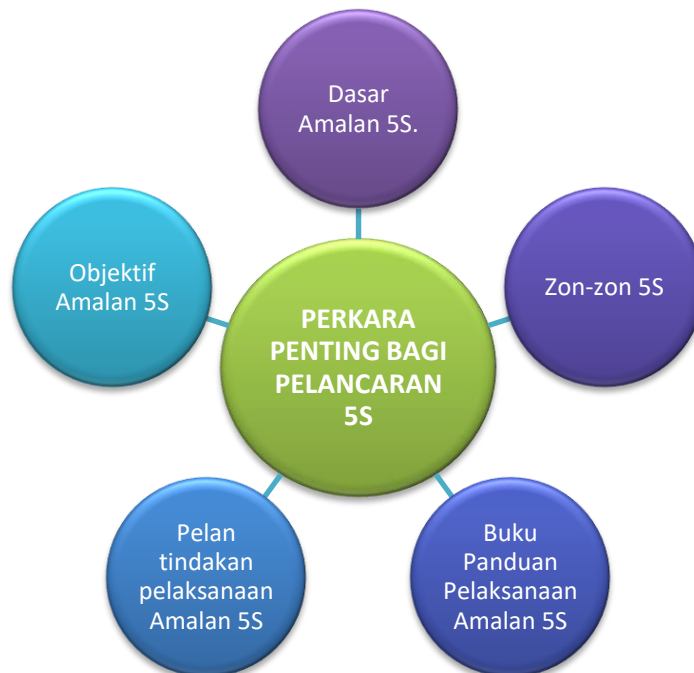 Dasar
Amalan 5S.
Objektif
Amalan 5S
Zon-zon 5S
PERKARA
PENTING BAGI
PELANCARAN
5S
Pelan
tindakan
pelaksanaan
Amalan 5S
Buku
Panduan
Pelaksanaan
Amalan 5S